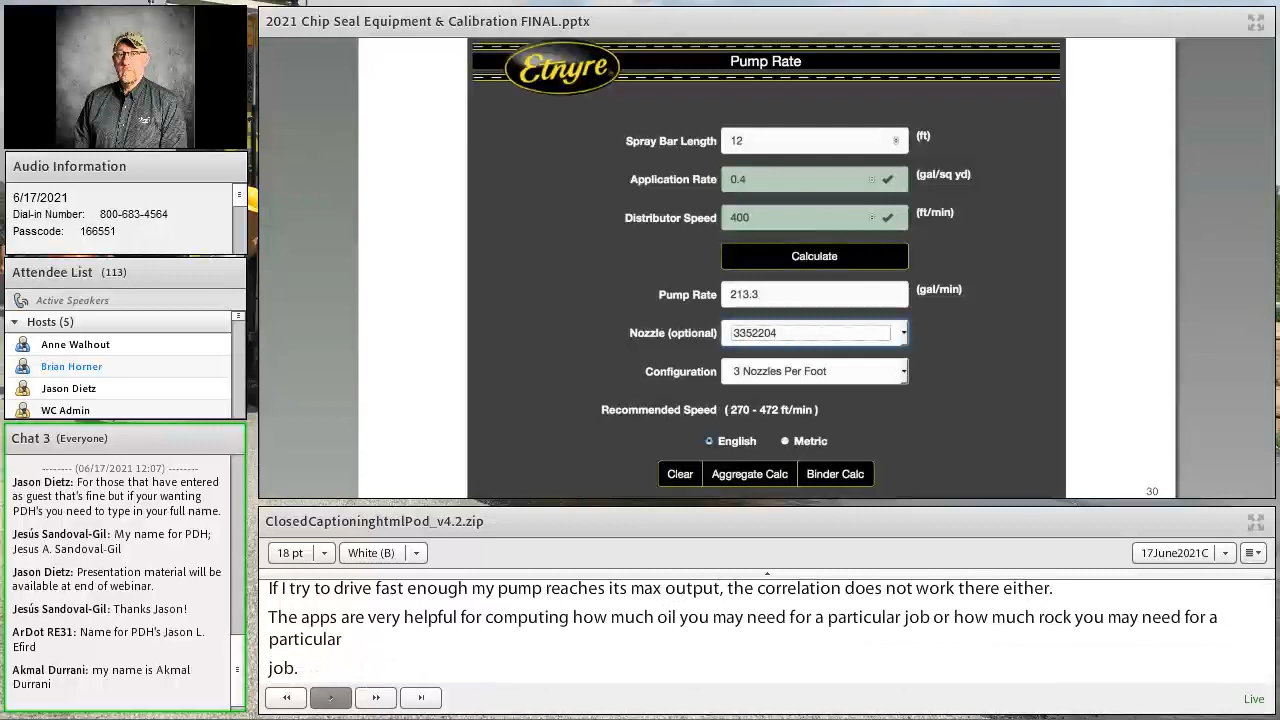 2021 Chip Seal Equipment & Calibration FINAL.pptx
Audio Information
6/17/2021
Dial-in Number: 800-683-4564
Passcode: 166551
Attendee List (113)
Active Speakers
Hosts (5)
Anne Walhout
Brian Horner
Jason Dietz
WC Admin
Chat 3 (Everyone)
-------- (06/17/2021 12:07) --------
Jason Dietz: For those that have entered
as guest that's fine but if your wanting
PDH's you need to type in your full name.
Jesús Sandoval-Gil: My name for PDH;
Jesus A. Sandoval-Gil
Jason Dietz: Presentation material will be
available at end of webinar.
Jesús Sandoval-Gil: Thanks Jason!
ArDot RE31: Name for PDH's Jason L.
Efird
Akmal Durrani: my name is Akmal
Durrani
Etnyre
Pump Rate
Spray Bar Length 12 (ft)
Application Rate 0.4 (gal/sq yd)
Distributor Speed 400 (ft/min)
Calculate
Pump Rate 213.3 (gal/min)
Nozzle (optional) 3352204
Configuration 3 Nozzles Per Foot
Recommended Speed ( 270 - 472 ft/min )
English Metric
Clear Aggregate Calc Binder Calc
30
ClosedCaptioninghtmlPod_v4.2.zip
18 pt White (B) 17June2021C
If I try to drive fast enough my pump reaches its max output, the correlation does not work there either.
The apps are very helpful for computing how much oil you may need for a particular job or how much rock you may need for a
particular
job.
Live